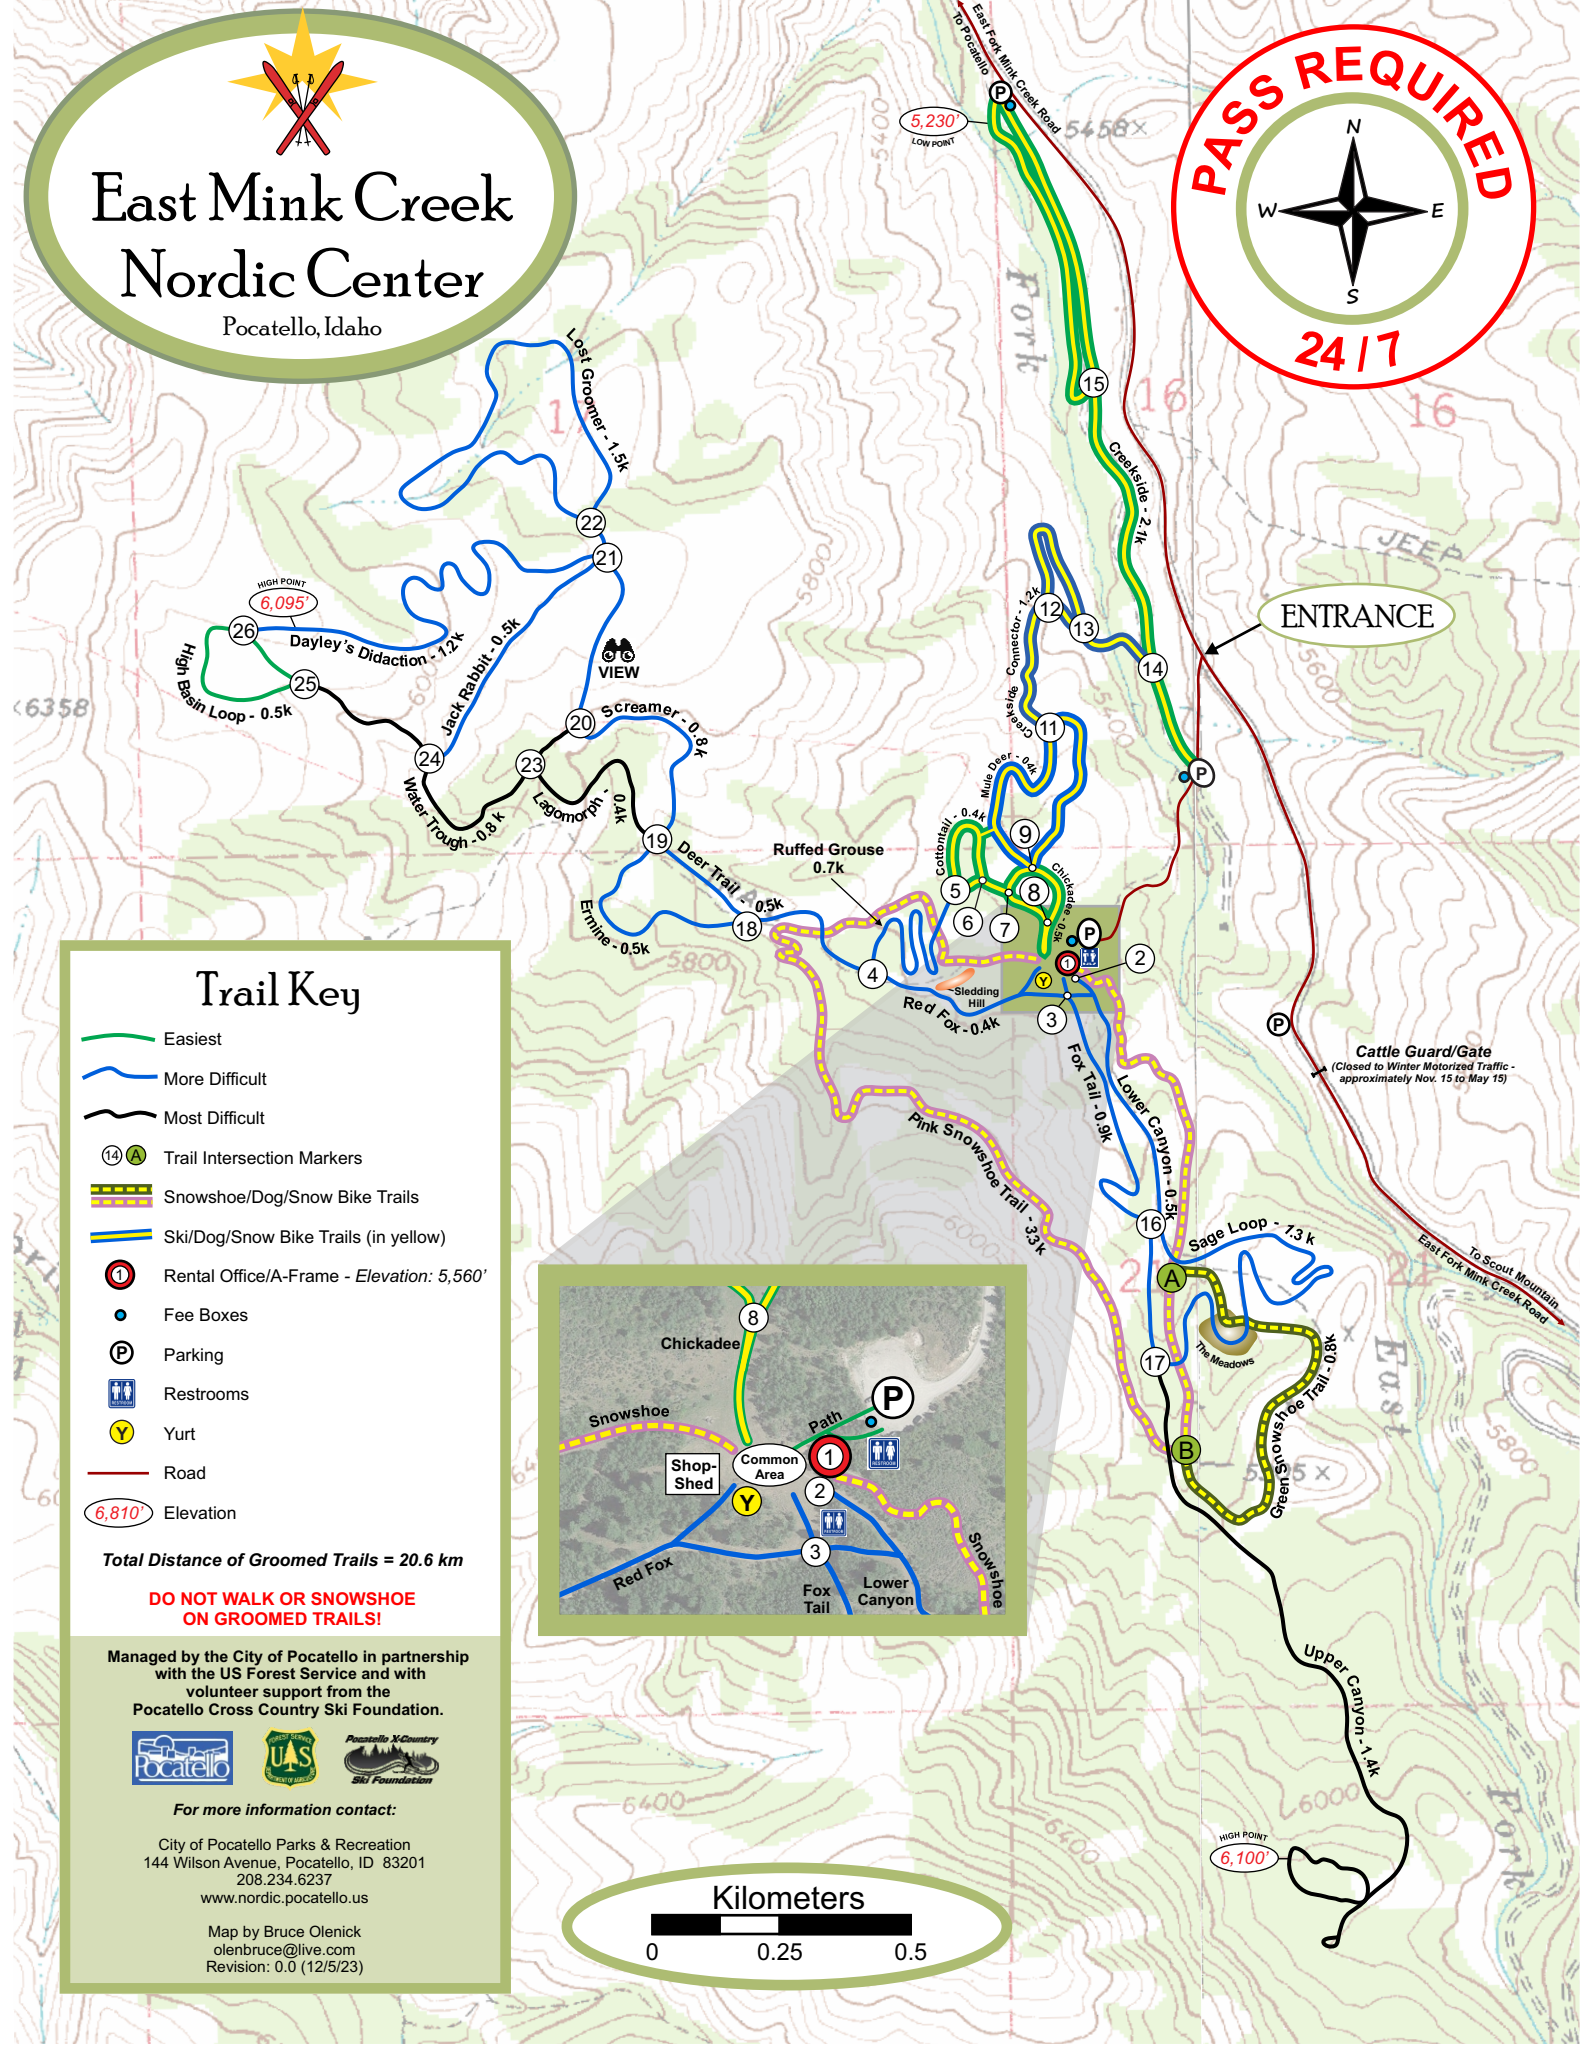 East Mink Creek
Nordic Center
Pocatello, Idaho
PASS REQUIRED
24 / 7
N
W
E
S
To Pocatello
East Fork Mink Creek Road
P
5,230'
LOW POINT
5400
5458
Fork
15
16
16
17
Creekside - 2.1k
JEEP
ENTRANCE
Lost Groomer - 1.5k
22
21
HIGH POINT
6,095'
26
Dayley's Didaction - 1.2k
High Basin Loop - 0.5k
25
Jack Rabbit - 0.5k
6000
6358
VIEW
20
Screamer - 0.8k
24
23
Water Trough - 0.8 k
Lagomorph - 0.4k
19
Deer Trail - 0.5k
Ermine - 0.5k
18
5800
5800
5600
5400
12
13
14
Creekside Connector - 1.2k
11
Mule Deer - 04k
Cottontail - 0.4k
9
Chickadee - 0.5k
Ruffed Grouse
0.7k
5
8
6
7
P
P
1
2
Y
4
Sledding
Hill
3
Red Fox - 0.4k
P
Cattle Guard/Gate
(Closed to Winter Motorized Traffic -
approximately Nov. 15 to May 15)
Fox Tail - 0.9k
Lower Canyon - 0.5k
Pink Snowshoe Trail - 3.3k
6000
16
Sage Loop - 1.3 k
To Scout Mountain
East Fork Mink Creek Road
21
21
A
The Meadows
17
Green Snowshoe Trail - 0.8k
B
East
5800
Upper Canyon - 1.4k
6400
6400
6000
Fork
HIGH POINT
6,100'
Trail Key
Easiest
More Difficult
Most Difficult
14 A Trail Intersection Markers
Snowshoe/Dog/Snow Bike Trails
Ski/Dog/Snow Bike Trails (in yellow)
1 Rental Office/A-Frame - Elevation: 5,560'
Fee Boxes
P Parking
RESTROOM Restrooms
Y Yurt
Road
6,810' Elevation
Total Distance of Groomed Trails = 20.6 km
DO NOT WALK OR SNOWSHOE
ON GROOMED TRAILS!
Managed by the City of Pocatello in partnership
with the US Forest Service and with
volunteer support from the
Pocatello Cross Country Ski Foundation.
Pocatello
FOREST SERVICE
UAS
DEPARTMENT OF AGRICULTURE
Pocatello X-Country
Ski Foundation
For more information contact:
City of Pocatello Parks & Recreation
144 Wilson Avenue, Pocatello, ID 83201
208.234.6237
www.nordic.pocatello.us
Map by Bruce Olenick
olenbruce@live.com
Revision: 0.0 (12/5/23)
8
Chickadee
Snowshoe
Path
P
Shop-
Shed
Common
Area
1
RESTROOM
2
Y
RESTROOM
3
Red Fox
Fox
Tail
Lower
Canyon
Snowshoe
Kilometers
0
0.25
0.5